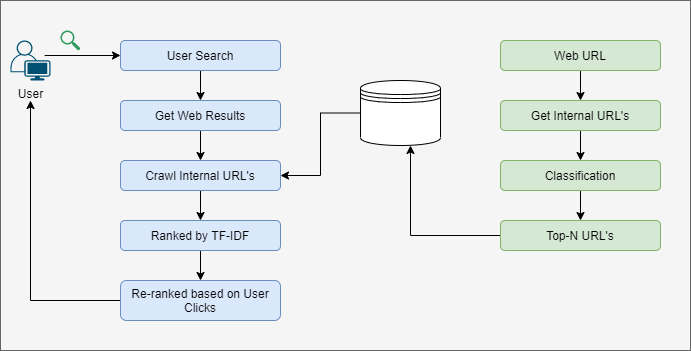 User
User Search
Get Web Results
Crawl Internal URL's
Ranked by TF-IDF
Re-ranked based on User
Clicks
Web URL
Get Internal URL's
Classification
Top-N URL's